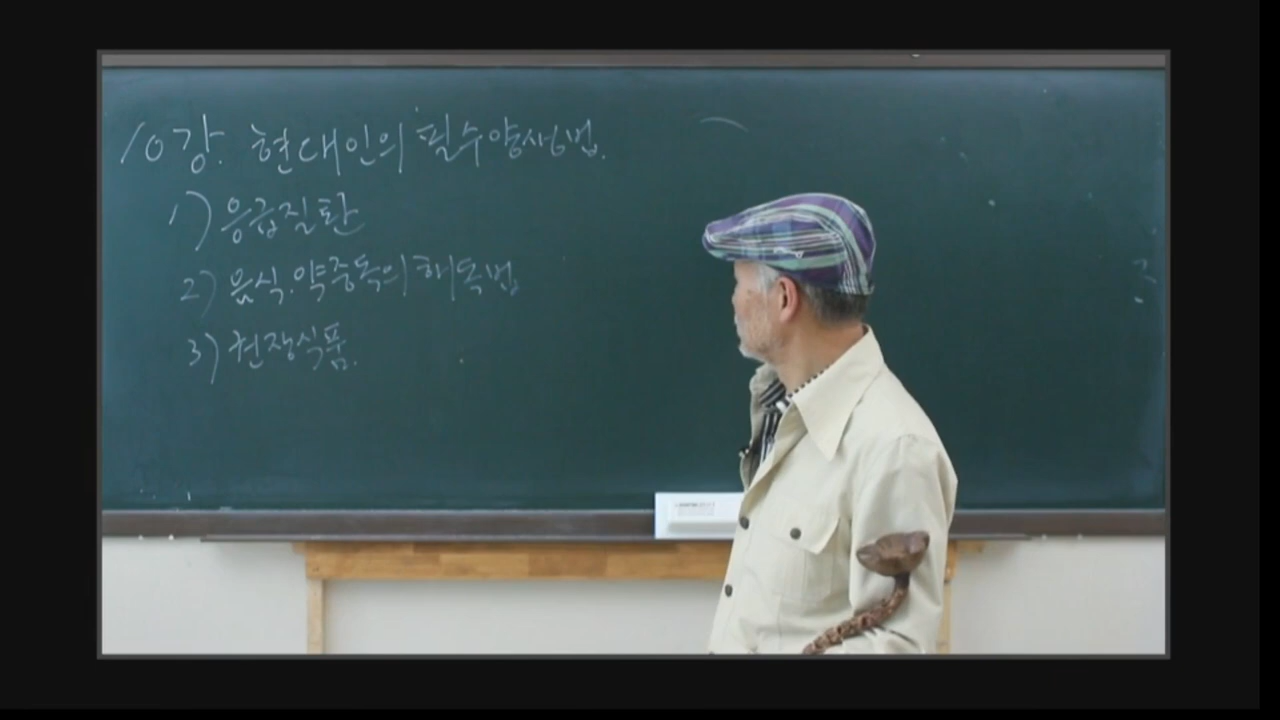 10강. 현대인의 필수양생법.
1) 응급질환
2) 음식.약중독의 해독법
3) 권장식품.